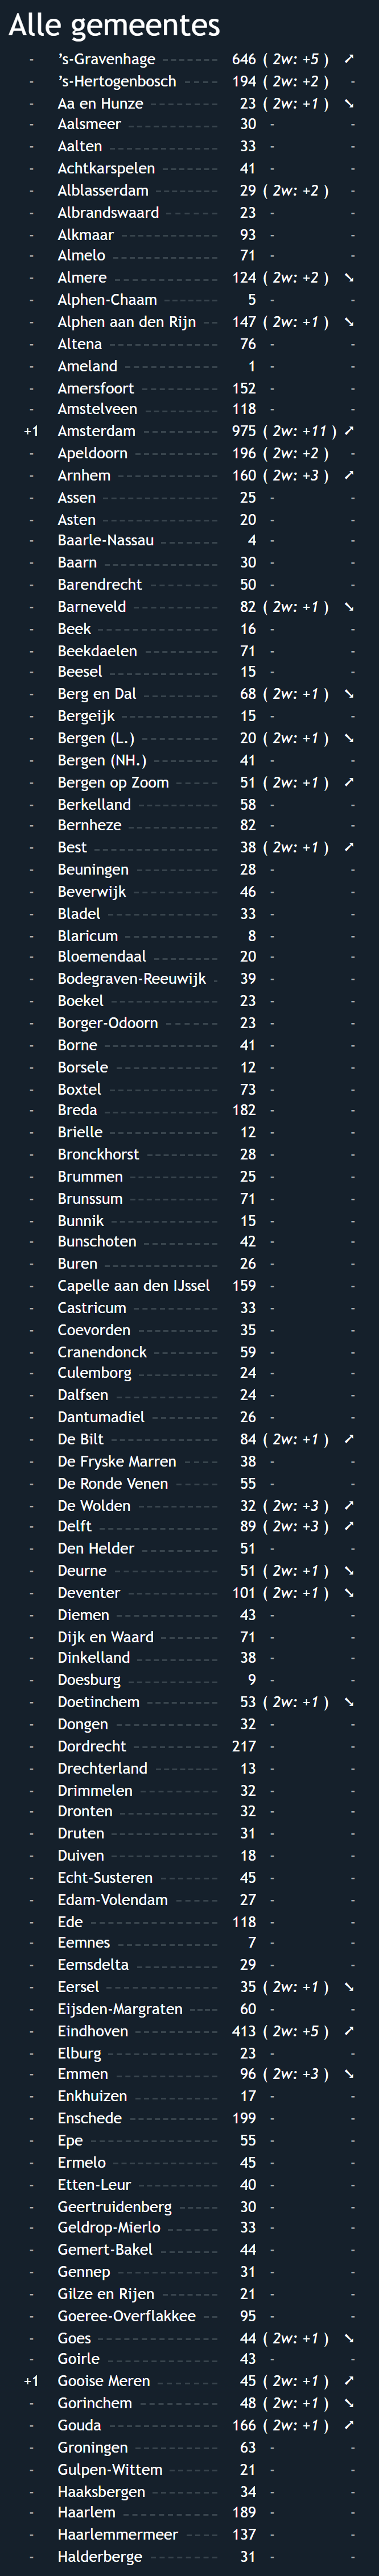 Alle gemeentes
- ’s-Gravenhage 646 ( 2w: +5 ) ➚
- ’s-Hertogenbosch 194 ( 2w: +2 ) -
- Aa en Hunze 23 ( 2w: +1 ) ➘
- Aalsmeer 30 - -
- Aalten 33 - -
- Achtkarspelen 41 - -
- Alblasserdam 29 ( 2w: +2 ) -
- Albrandswaard 23 - -
- Alkmaar 93 - -
- Almelo 71 - -
- Almere 124 ( 2w: +2 ) ➘
- Alphen-Chaam 5 - -
- Alphen aan den Rijn 147 ( 2w: +1 ) ➘
- Altena 76 - -
- Ameland 1 - -
- Amersfoort 152 - -
- Amstelveen 118 - -
+1 Amsterdam 975 ( 2w: +11 ) ➚
- Apeldoorn 196 ( 2w: +2 ) -
- Arnhem 160 ( 2w: +3 ) ➚
- Assen 25 - -
- Asten 20 - -
- Baarle-Nassau 4 - -
- Baarn 30 - -
- Barendrecht 50 - -
- Barneveld 82 ( 2w: +1 ) ➘
- Beek 16 - -
- Beekdaelen 71 - -
- Beesel 15 - -
- Berg en Dal 68 ( 2w: +1 ) ➘
- Bergeijk 15 - -
- Bergen (L.) 20 ( 2w: +1 ) ➘
- Bergen (NH.) 41 - -
- Bergen op Zoom 51 ( 2w: +1 ) ➚
- Berkelland 58 - -
- Bernheze 82 - -
- Best 38 ( 2w: +1 ) ➚
- Beuningen 28 - -
- Beverwijk 46 - -
- Bladel 33 - -
- Blaricum 8 - -
- Bloemendaal 20 - -
- Bodegraven-Reeuwijk 39 - -
- Boekel 23 - -
- Borger-Odoorn 23 - -
- Borne 41 - -
- Borsele 12 - -
- Boxtel 73 - -
- Breda 182 - -
- Brielle 12 - -
- Bronckhorst 28 - -
- Brummen 25 - -
- Brunssum 71 - -
- Bunnik 15 - -
- Bunschoten 42 - -
- Buren 26 - -
- Capelle aan den IJssel 159 - -
- Castricum 33 - -
- Coevorden 35 - -
- Cranendonck 59 - -
- Culemborg 24 - -
- Dalfsen 24 - -
- Dantumadiel 26 - -
- De Bilt 84 ( 2w: +1 ) ➚
- De Fryske Marren 38 - -
- De Ronde Venen 55 - -
- De Wolden 32 ( 2w: +3 ) ➚
- Delft 89 ( 2w: +3 ) ➚
- Den Helder 51 - -
- Deurne 51 ( 2w: +1 ) ➘
- Deventer 101 ( 2w: +1 ) ➘
- Diemen 43 - -
- Dijk en Waard 71 - -
- Dinkelland 38 - -
- Doesburg 9 - -
- Doetinchem 53 ( 2w: +1 ) ➘
- Dongen 32 - -
- Dordrecht 217 - -
- Drechterland 13 - -
- Drimmelen 32 - -
- Dronten 32 - -
- Druten 31 - -
- Duiven 18 - -
- Echt-Susteren 45 - -
- Edam-Volendam 27 - -
- Ede 118 - -
- Eemnes 7 - -
- Eemsdelta 29 - -
- Eersel 35 ( 2w: +1 ) ➘
- Eijsden-Margraten 60 - -
- Eindhoven 413 ( 2w: +5 ) ➚
- Elburg 23 - -
- Emmen 96 ( 2w: +3 ) ➘
- Enkhuizen 17 - -
- Enschede 199 - -
- Epe 55 - -
- Ermelo 45 - -
- Etten-Leur 40 - -
- Geertruidenberg 30 - -
- Geldrop-Mierlo 33 - -
- Gemert-Bakel 44 - -
- Gennep 31 - -
- Gilze en Rijen 21 - -
- Goeree-Overflakkee 95 - -
- Goes 44 ( 2w: +1 ) ➘
- Goirle 43 - -
+1 Gooise Meren 45 ( 2w: +1 ) ➚
- Gorinchem 48 ( 2w: +1 ) ➘
- Gouda 166 ( 2w: +1 ) ➚
- Groningen 63 - -
- Gulpen-Wittem 21 - -
- Haaksbergen 34 - -
- Haarlem 189 - -
- Haarlemmermeer 137 - -
- Halderberge 31 - -